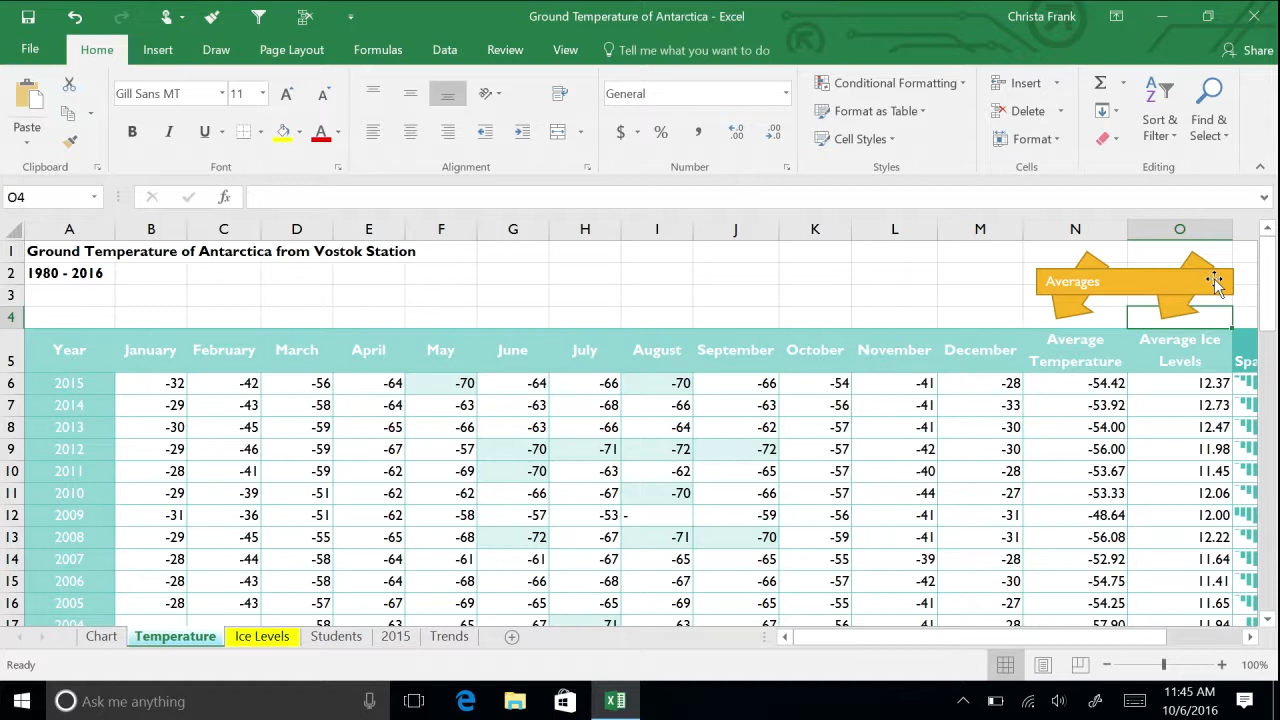 Ground Temperature of Antarctica - Excel
Christa Frank
File Home Insert Draw Page Layout Formulas Data Review View Tell me what you want to do Share
Paste
Gill Sans MT 11
B I U A
General
$ % ,
Conditional Formatting
Format as Table
Cell Styles
Insert
Delete
Format
Sort & Filter
Find & Select
Clipboard Font Alignment Number Styles Cells Editing
O4 fx
A B C D E F G H I J K L M N O
1 Ground Temperature of Antarctica from Vostok Station
2 1980 - 2016
Averages
3
4
5 Year January February March April May June July August September October November December Average Temperature Average Ice Levels Spa
6 2015 -32 -42 -56 -64 -70 -64 -66 -70 -66 -54 -41 -28 -54.42 12.37
7 2014 -29 -43 -58 -64 -63 -63 -68 -66 -63 -56 -41 -33 -53.92 12.73
8 2013 -30 -45 -59 -65 -66 -63 -66 -64 -62 -57 -41 -30 -54.00 12.47
9 2012 -29 -46 -59 -67 -57 -70 -71 -72 -72 -57 -42 -30 -56.00 11.98
10 2011 -28 -41 -59 -62 -69 -70 -63 -62 -65 -57 -40 -28 -53.67 11.45
11 2010 -29 -39 -51 -62 -62 -66 -67 -70 -66 -57 -44 -27 -53.33 12.06
12 2009 -31 -36 -51 -62 -58 -57 -53 - -59 -56 -41 -31 -48.64 12.00
13 2008 -29 -45 -55 -65 -68 -72 -67 -71 -70 -59 -41 -31 -56.08 12.22
14 2007 -28 -44 -58 -64 -61 -61 -67 -65 -65 -55 -39 -28 -52.92 11.64
15 2006 -28 -43 -58 -64 -68 -66 -68 -67 -66 -57 -42 -30 -54.75 11.41
16 2005 -28 -43 -57 -67 -69 -65 -65 -69 -65 -55 -41 -27 -54.25 11.65
Chart Temperature Ice Levels Students 2015 Trends
Ready 100%
Ask me anything
11:45 AM
10/6/2016